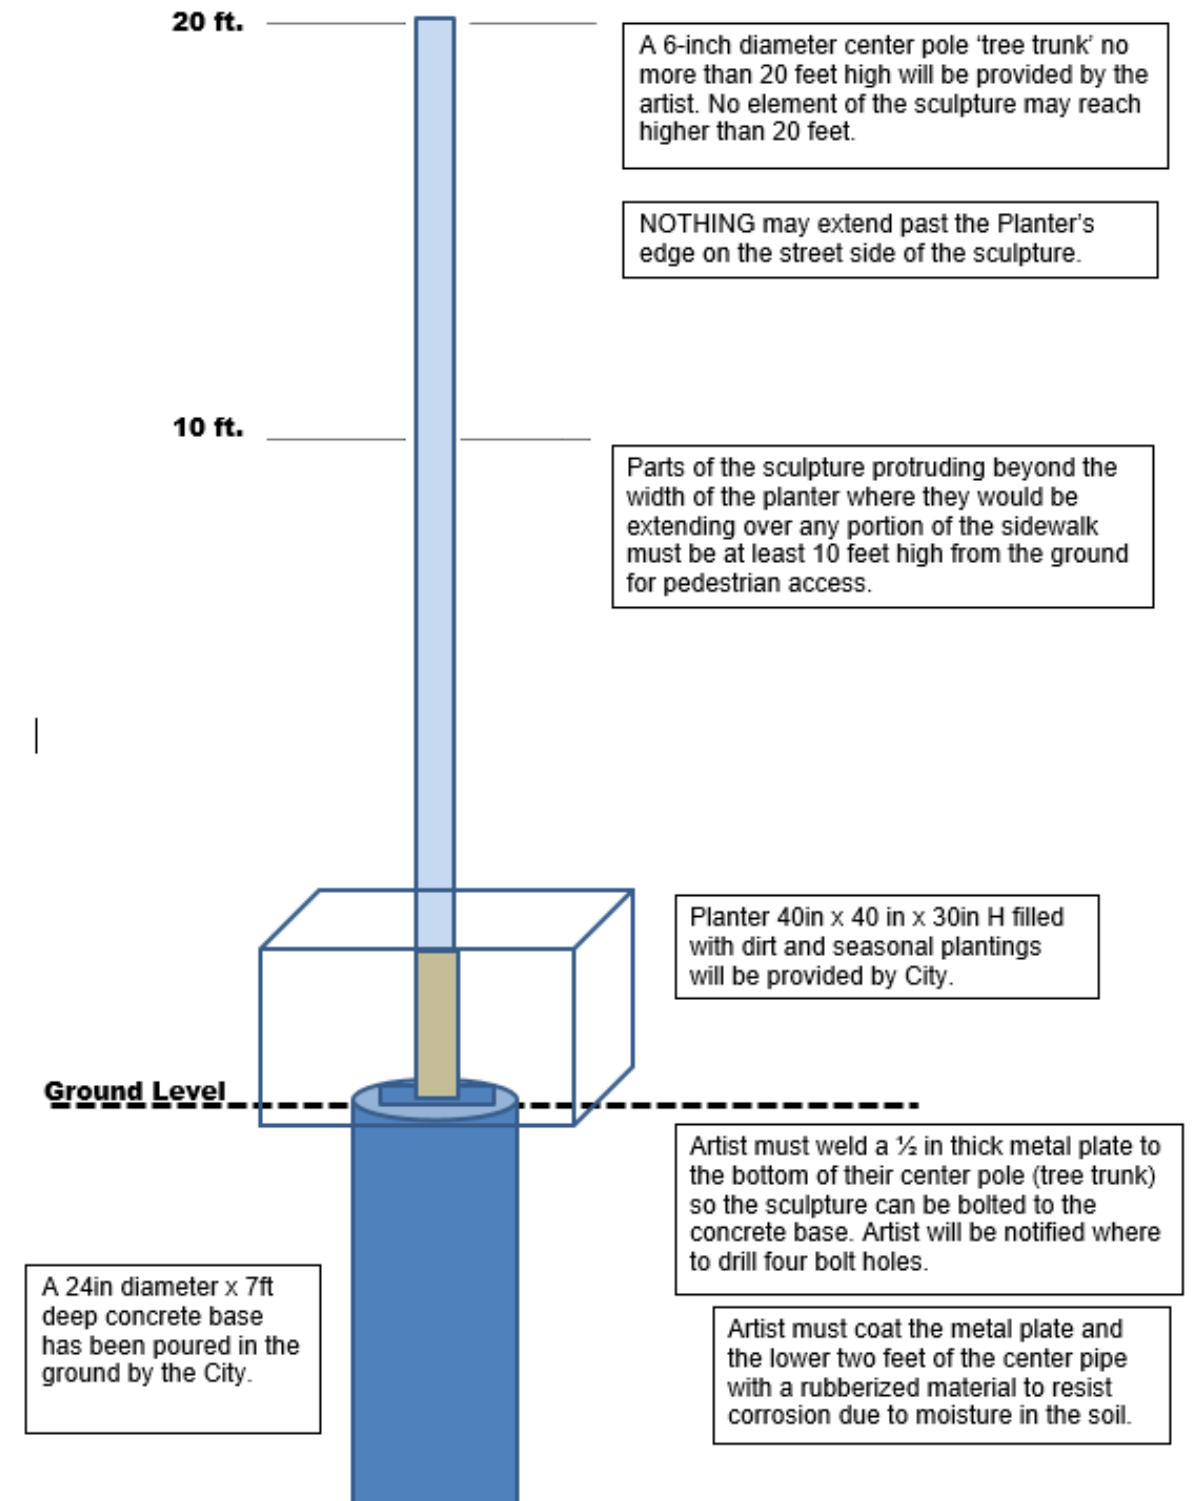 20 ft.
A 6-inch diameter center pole ‘tree trunk’ no
more than 20 feet high will be provided by the
artist. No element of the sculpture may reach
higher than 20 feet.
NOTHING may extend past the Planter’s
edge on the street side of the sculpture.
10 ft.
Parts of the sculpture protruding beyond the
width of the planter where they would be
extending over any portion of the sidewalk
must be at least 10 feet high from the ground
for pedestrian access.
Planter 40in x 40 in x 30in H filled
with dirt and seasonal plantings
will be provided by City.
Ground Level
Artist must weld a ½ in thick metal plate to
the bottom of their center pole (tree trunk)
so the sculpture can be bolted to the
concrete base. Artist will be notified where
to drill four bolt holes.
A 24in diameter x 7ft
deep concrete base
has been poured in the
ground by the City.
Artist must coat the metal plate and
the lower two feet of the center pipe
with a rubberized material to resist
corrosion due to moisture in the soil.